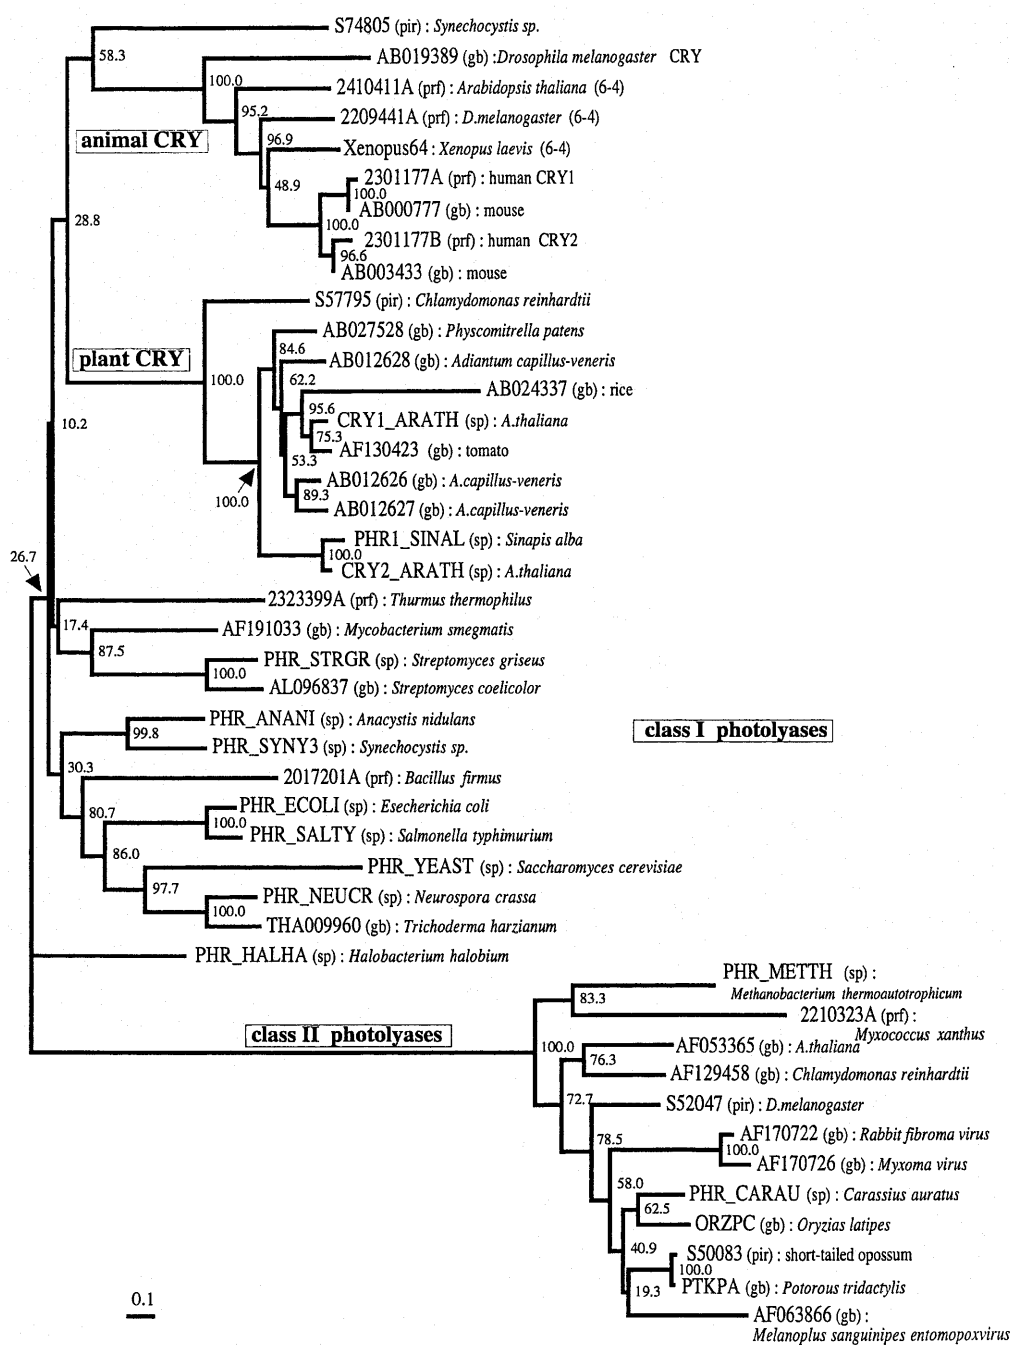 S74805 (pir) : Synechocystis sp.
58.3
AB019389 (gb) :Drosophila melanogaster CRY
100.0
2410411A (prf) : Arabidopsis thaliana (6-4)
95.2
2209441A (prf) : D.melanogaster (6-4)
animal CRY
96.9
Xenopus64 : Xenopus laevis (6-4)
48.9
2301177A (prf) : human CRY1
100.0
AB000777 (gb) : mouse
28.8
100.0
2301177B (prf) : human CRY2
96.6
AB003433 (gb) : mouse
S57795 (pir) : Chlamydomonas reinhardtii
AB027528 (gb) : Physcomitrella patens
84.6
plant CRY
AB012628 (gb) : Adiantum capillus-veneris
100.0
62.2
AB024337 (gb) : rice
95.6
CRY1_ARATH (sp) : A.thaliana
10.2
75.3
AF130423 (gb) : tomato
53.3
AB012626 (gb) : A.capillus-veneris
89.3
100.0
AB012627 (gb) : A.capillus-veneris
PHR1_SINAL (sp) : Sinapis alba
26.7
100.0
CRY2_ARATH (sp) : A.thaliana
2323399A (prf) : Thurmus thermophilus
17.4
AF191033 (gb) : Mycobacterium smegmatis
87.5
PHR_STRGR (sp) : Streptomyces griseus
100.0
AL096837 (gb) : Streptomyces coelicolor
PHR_ANANI (sp) : Anacystis nidulans
class I photolyases
99.8
PHR_SYNY3 (sp) : Synechocystis sp.
30.3
2017201A (prf) : Bacillus firmus
80.7
PHR_ECOLI (sp) : Esecherichia coli
100.0
PHR_SALTY (sp) : Salmonella typhimurium
86.0
PHR_YEAST (sp) : Saccharomyces cerevisiae
97.7
PHR_NEUCR (sp) : Neurospora crassa
100.0
THA009960 (gb) : Trichoderma harzianum
PHR_HALHA (sp) : Halobacterium halobium
PHR_METTH (sp) :
Methanobacterium thermoautotrophicum
83.3
2210323A (prf) :
Myxococcus xanthus
class II photolyases
100.0
AF053365 (gb) : A.thaliana
76.3
AF129458 (gb) : Chlamydomonas reinhardtii
72.7
S52047 (pir) : D.melanogaster
78.5
AF170722 (gb) : Rabbit fibroma virus
100.0
AF170726 (gb) : Myxoma virus
58.0
PHR_CARAU (sp) : Carassius auratus
62.5
ORZPC (gb) : Oryzias latipes
40.9
S50083 (pir) : short-tailed opossum
100.0
PTKPA (gb) : Potorous tridactylis
19.3
0.1
AF063866 (gb) :
Melanoplus sanguinipes entomopoxvirus